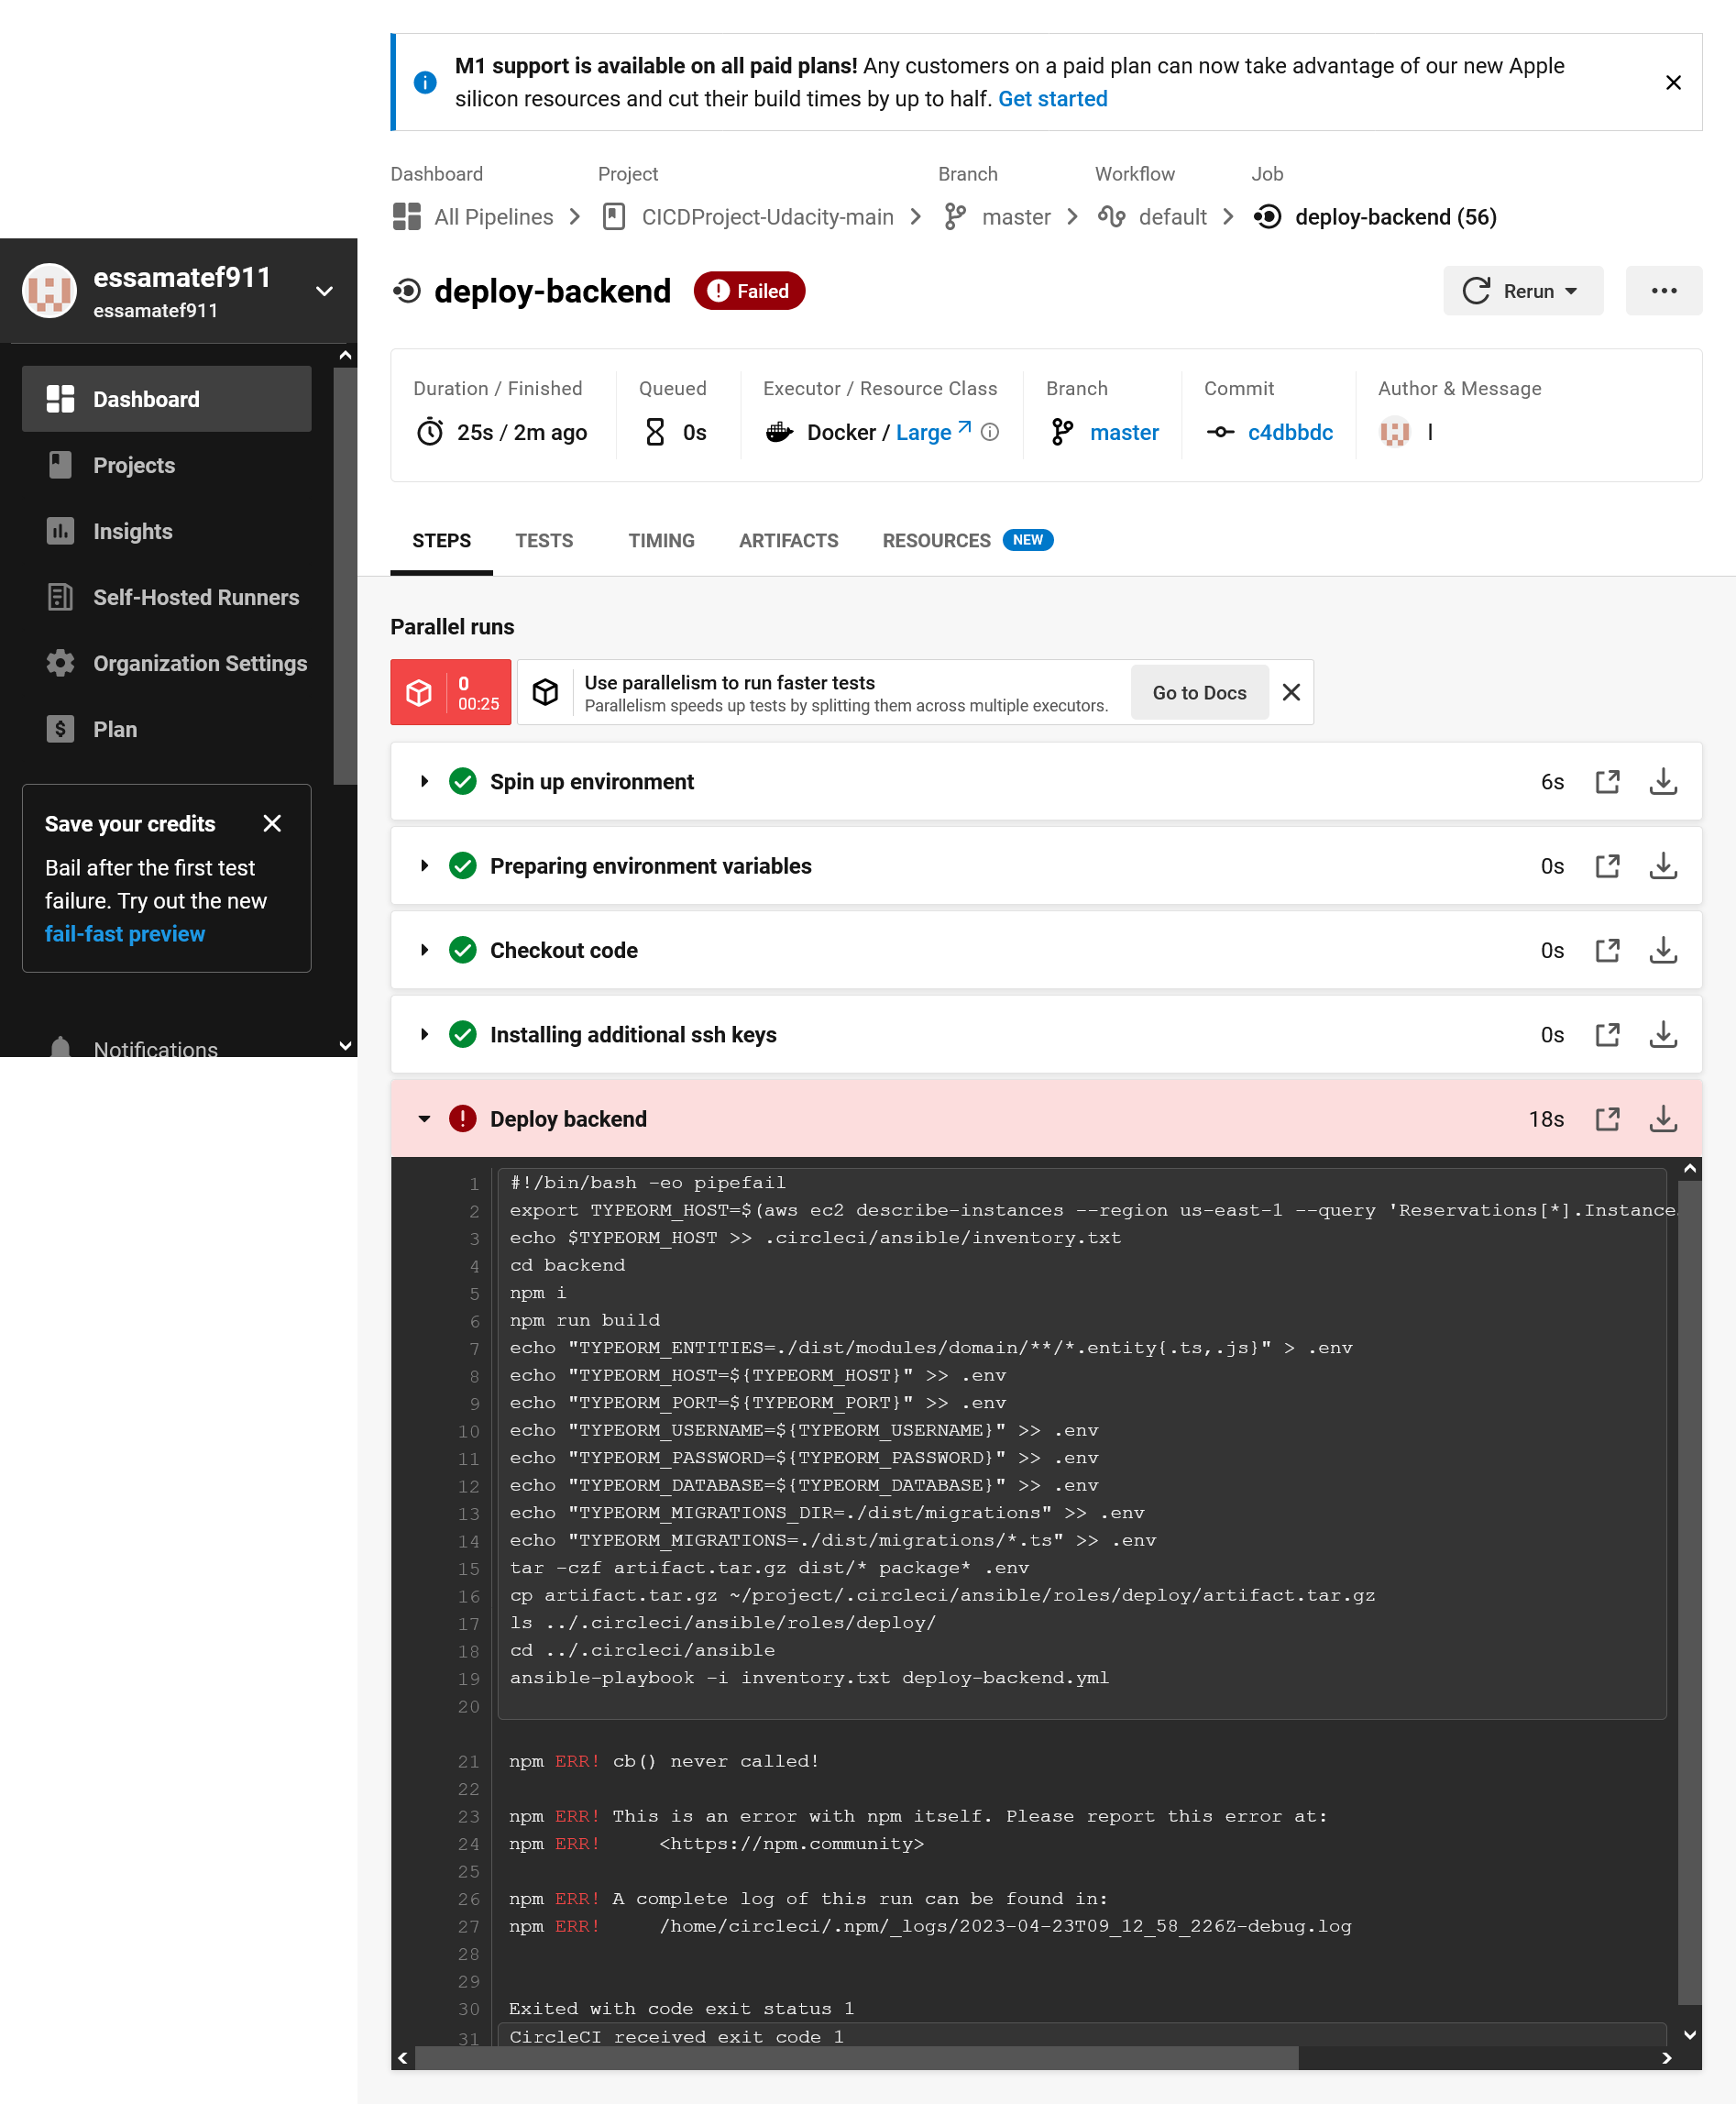 M1 support is available on all paid plans! Any customers on a paid plan can now take advantage of our new Apple
silicon resources and cut their build times by up to half. Get started
Dashboard Project Branch Workflow Job
All Pipelines CICDProject-Udacity-main master default deploy-backend (56)
essamatef911
essamatef911
Dashboard
Projects
Insights
Self-Hosted Runners
Organization Settings
Plan
Save your credits
Bail after the first test
failure. Try out the new
fail-fast preview
Notifications
deploy-backend Failed Rerun
Duration / Finished Queued Executor / Resource Class Branch Commit Author & Message
25s / 2m ago 0s Docker / Large master c4dbbdc l
STEPS TESTS TIMING ARTIFACTS RESOURCES NEW
Parallel runs
0
00:25
Use parallelism to run faster tests
Parallelism speeds up tests by splitting them across multiple executors.
Go to Docs
Spin up environment 6s
Preparing environment variables 0s
Checkout code 0s
Installing additional ssh keys 0s
Deploy backend 18s
1 #!/bin/bash -eo pipefail
2 export TYPEORM_HOST=$(aws ec2 describe-instances --region us-east-1 --query 'Reservations[*].Instance
3 echo $TYPEORM_HOST >> .circleci/ansible/inventory.txt
4 cd backend
5 npm i
6 npm run build
7 echo "TYPEORM_ENTITIES=./dist/modules/domain/**/*.entity{.ts,.js}" > .env
8 echo "TYPEORM_HOST=${TYPEORM_HOST}" >> .env
9 echo "TYPEORM_PORT=${TYPEORM_PORT}" >> .env
10 echo "TYPEORM_USERNAME=${TYPEORM_USERNAME}" >> .env
11 echo "TYPEORM_PASSWORD=${TYPEORM_PASSWORD}" >> .env
12 echo "TYPEORM_DATABASE=${TYPEORM_DATABASE}" >> .env
13 echo "TYPEORM_MIGRATIONS_DIR=./dist/migrations" >> .env
14 echo "TYPEORM_MIGRATIONS=./dist/migrations/*.ts" >> .env
15 tar -czf artifact.tar.gz dist/* package* .env
16 cp artifact.tar.gz ~/project/.circleci/ansible/roles/deploy/artifact.tar.gz
17 ls ../.circleci/ansible/roles/deploy/
18 cd ../.circleci/ansible
19 ansible-playbook -i inventory.txt deploy-backend.yml
20
21 npm ERR! cb() never called!
22
23 npm ERR! This is an error with npm itself. Please report this error at:
24 npm ERR!     <https://npm.community>
25
26 npm ERR! A complete log of this run can be found in:
27 npm ERR!     /home/circleci/.npm/_logs/2023-04-23T09_12_58_226Z-debug.log
28
29
30 Exited with code exit status 1
31 CircleCI received exit code 1